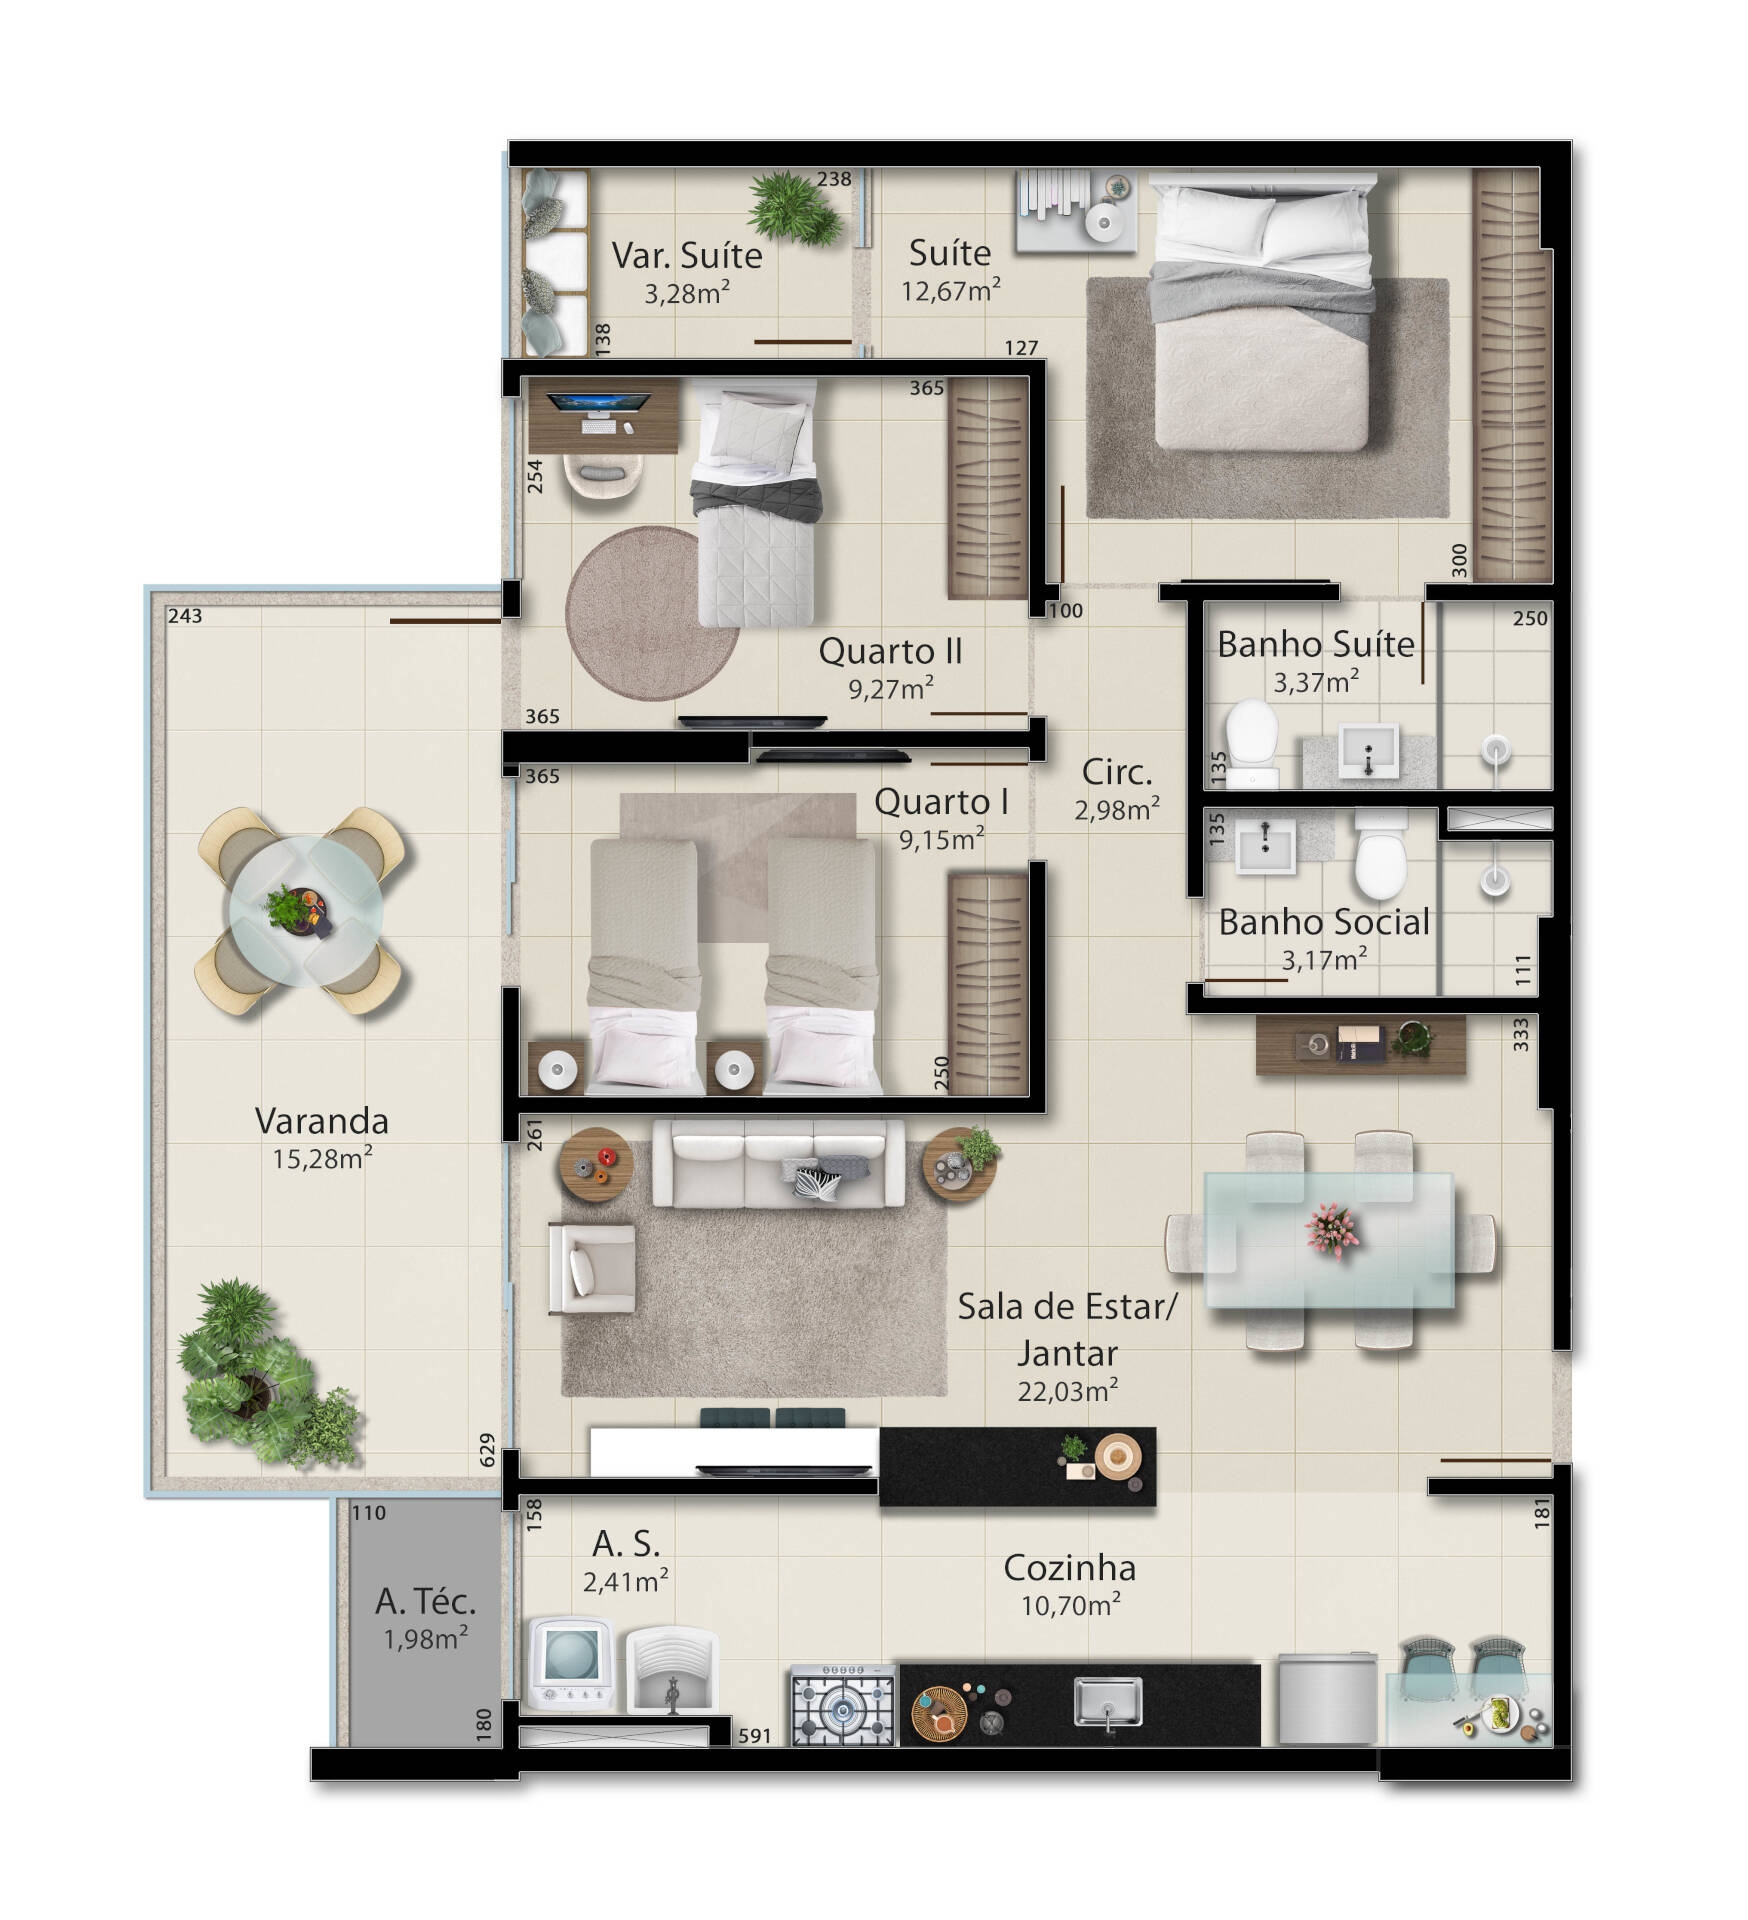 238
Var. Suíte
3,28m²
138
Suíte
12,67m²
127
365
254
300
243
100
250
Quarto II
9,27m²
365
Banho Suíte
3,37m²
135
365
Quarto I
9,15m²
Circ.
2,98m²
135
Banho Social
3,17m²
111
250
333
Varanda
15,28m²
261
Sala de Estar/
Jantar
22,03m²
629
110
158
181
A. S.
2,41m²
Cozinha
10,70m²
A. Téc.
1,98m²
180
591